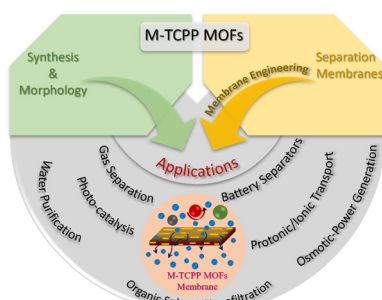 M-TCPP MOFs
Synthesis
&
Morphology
Separation
Membranes
Membrane Engineering
Applications
Gas Separation
Photo-catalysis
Water Purification
Battery Separators
Protonic/Ionic Transport
Osmotic-Power Generation
M-TCPP MOFs
Membrane
Organic